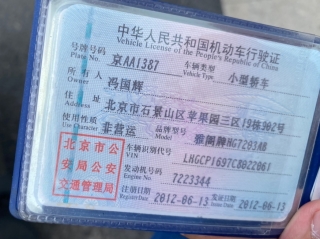 中华人民共和国机动车行驶证
Vehicle License of the People's Republic of China
号牌号码 京AA1387 车辆类型 小型轿车
Plate No. Vehicle Type
所有人 冯国辉
Owner
住址 北京市石景山区苹果园三区19栋902号
Address
使用性质 非营运 品牌型号 雅阁牌HG7203AB
Use Character Model
北京市公安局公安交通管理局
车辆识别代号 LHGCP1697C8022061
VIN
发动机号码 7223344
Engine No.
注册日期 2012-06-13 发证日期 2012-06-13
Register Date Issue Date